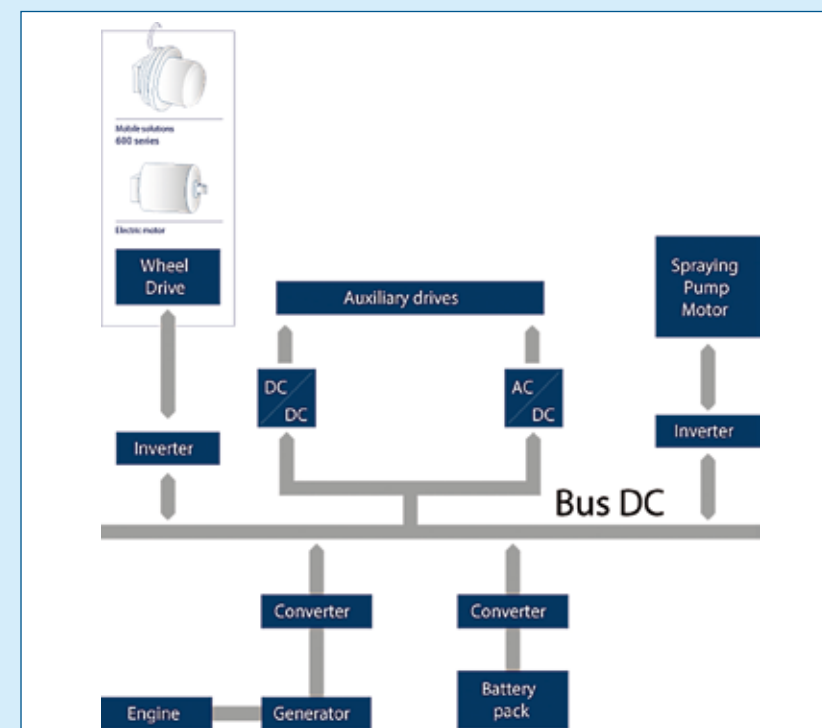 Mobile solutions
600 series
Electric motor
Wheel
Drive
Auxiliary drives
Spraying
Pump
Motor
DC
DC
AC
DC
Inverter
Inverter
Bus DC
Converter
Converter
Engine
Generator
Battery
pack